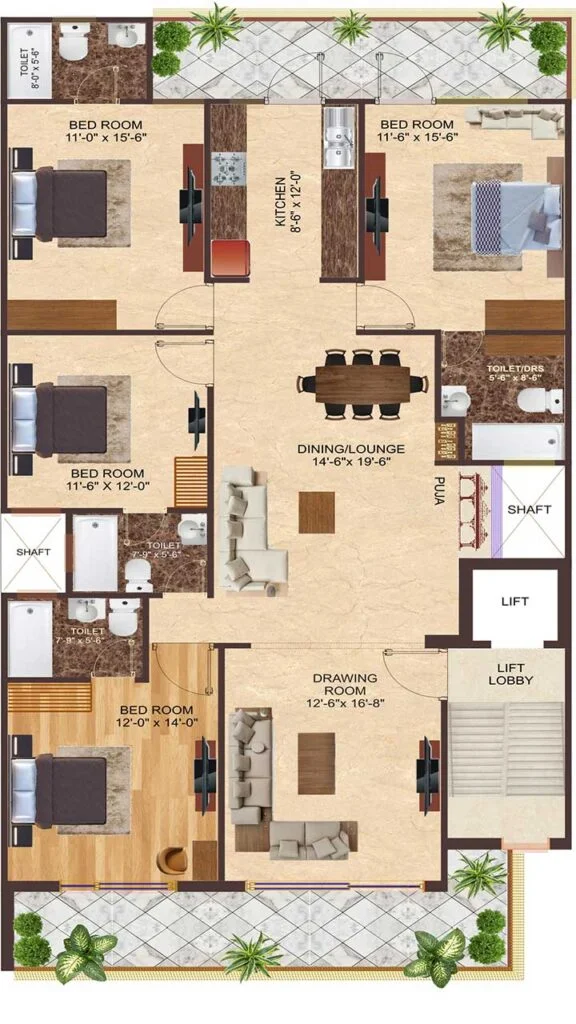 TOILET
8'-0" x 5'-6"
BED ROOM
11'-0" x 15'-6"
KITCHEN
8'-6" x 12'-0"
BED ROOM
11'-6" x 15'-6"
TOILET/DRS
5'-6" x 8'-6"
DINING/LOUNGE
14'-6"x 19'-6"
BED ROOM
11'-6" X 12'-0"
PUJA
SHAFT
SHAFT
TOILET
7'-9" x 5'-6"
LIFT
TOILET
7'-9" x 5'-6"
LIFT
LOBBY
BED ROOM
12'-0" x 14'-0"
DRAWING
ROOM
12'-6"x 16'-8"